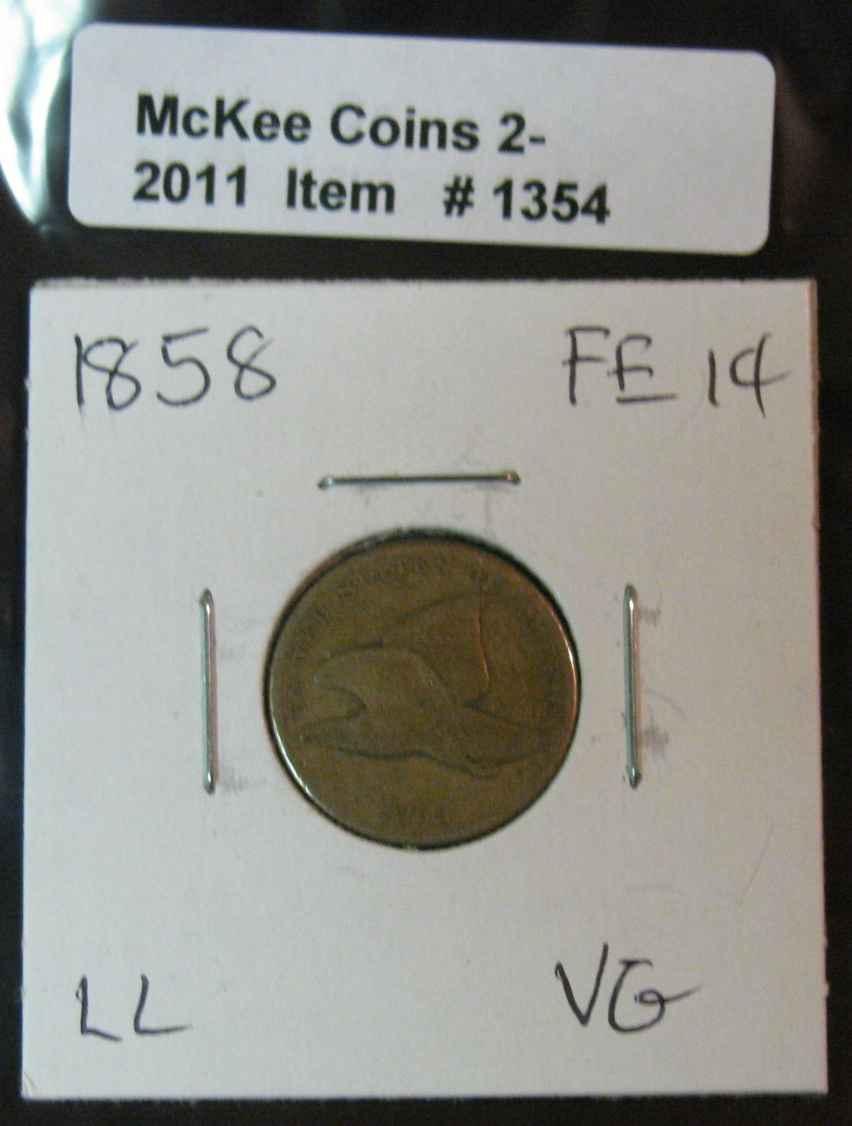 McKee Coins 2-
2011 Item # 1354
1858 FE 1¢
LL VG